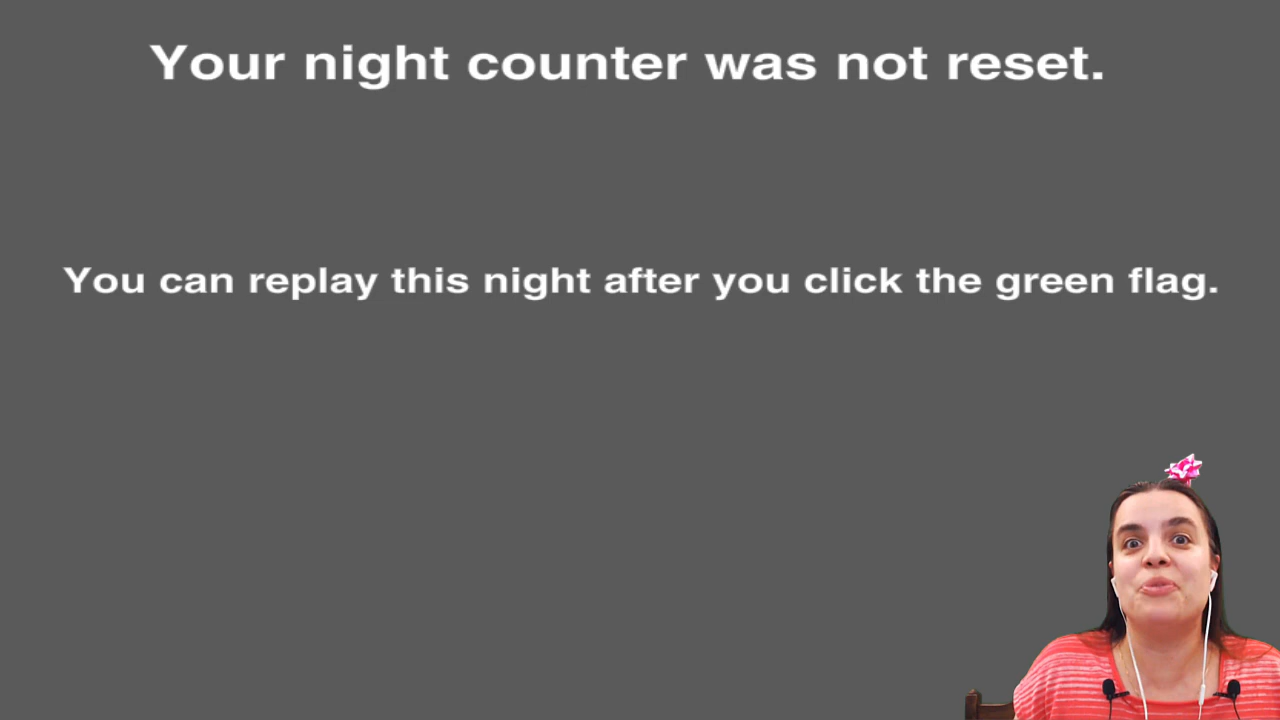 Your night counter was not reset.
You can replay this night after you click the green flag.